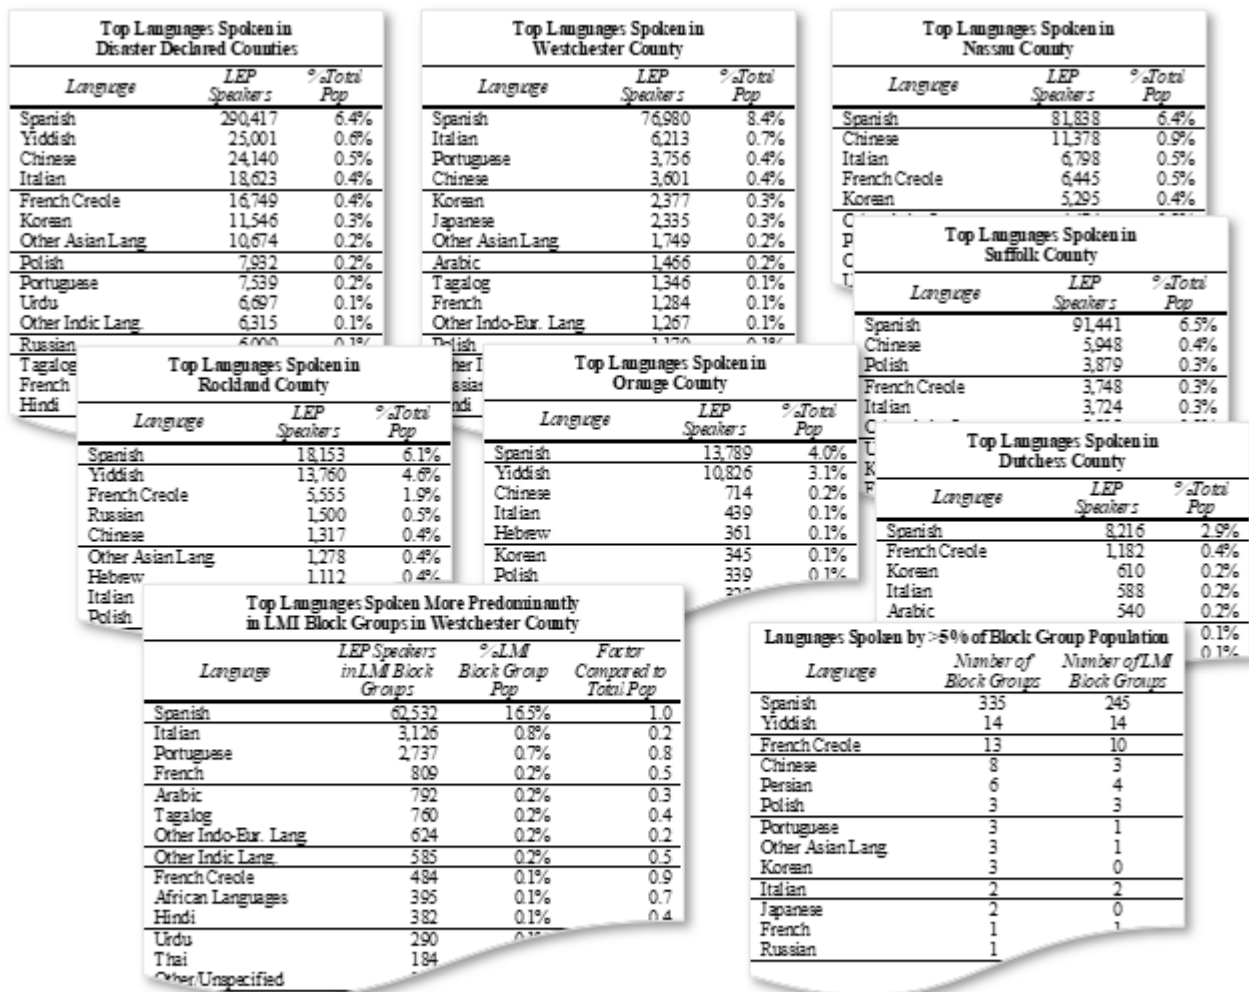 Top Languages Spoken in
Disaster Declared Counties
Language LEP Speakers %Total Pop
Spanish 290,417 6.4%
Yiddish 25,001 0.6%
Chinese 24,140 0.5%
Italian 18,623 0.4%
French Creole 16,749 0.4%
Korean 11,546 0.3%
Other Asian Lang. 10,674 0.2%
Polish 7,932 0.2%
Portuguese 7,539 0.2%
Urdu 6,697 0.1%
Other Indic Lang. 6,315 0.1%
Russian 6,000 0.1%
Tagalog
French
Hindi
Top Languages Spoken in
Westchester County
Language LEP Speakers %Total Pop
Spanish 76,980 8.4%
Italian 6,213 0.7%
Portuguese 3,756 0.4%
Chinese 3,601 0.4%
Korean 2,377 0.3%
Japanese 2,335 0.3%
Other Asian Lang. 1,749 0.2%
Arabic 1,466 0.2%
Tagalog 1,346 0.1%
French 1,284 0.1%
Other Indo-Eur. Lang. 1,267 0.1%
Polish 1,170 0.1%
Top Languages Spoken in
Nassau County
Language LEP Speakers %Total Pop
Spanish 81,838 6.4%
Chinese 11,378 0.9%
Italian 6,798 0.5%
French Creole 6,445 0.5%
Korean 5,295 0.4%
Top Languages Spoken in
Suffolk County
Language LEP Speakers %Total Pop
Spanish 91,441 6.5%
Chinese 5,948 0.4%
Polish 3,879 0.3%
French Creole 3,748 0.3%
Italian 3,724 0.3%
Top Languages Spoken in
Rockland County
Language LEP Speakers %Total Pop
Spanish 18,153 6.1%
Yiddish 13,760 4.6%
French Creole 5,555 1.9%
Russian 1,500 0.5%
Chinese 1,317 0.4%
Other Asian Lang. 1,278 0.4%
Hebrew 1,112 0.4%
Italian
Polish
Top Languages Spoken in
Orange County
Language LEP Speakers %Total Pop
Spanish 13,789 4.0%
Yiddish 10,826 3.1%
Chinese 714 0.2%
Italian 439 0.1%
Hebrew 361 0.1%
Korean 345 0.1%
Polish 339 0.1%
Top Languages Spoken in
Dutchess County
Language LEP Speakers %Total Pop
Spanish 8,216 2.9%
French Creole 1,182 0.4%
Korean 610 0.2%
Italian 588 0.2%
Arabic 540 0.2%
0.1%
0.1%
Top Languages Spoken More Predominantly
in LMI Block Groups in Westchester County
Language LEP Speakers in LMI Block Groups %LMI Block Group Pop Factor Compared to Total Pop
Spanish 62,532 16.5% 1.0
Italian 3,126 0.8% 0.2
Portuguese 2,737 0.7% 0.8
French 809 0.2% 0.5
Arabic 792 0.2% 0.3
Tagalog 760 0.2% 0.4
Other Indo-Eur. Lang. 624 0.2% 0.2
Other Indic Lang. 585 0.2% 0.5
French Creole 484 0.1% 0.9
African Languages 395 0.1% 0.7
Hindi 382 0.1% 0.4
Urdu 290 0.1%
Thai 184
Other/Unspecified
Languages Spoken by >5% of Block Group Population
Language Number of Block Groups Number of LMI Block Groups
Spanish 335 245
Yiddish 14 14
French Creole 13 10
Chinese 8 3
Persian 6 4
Polish 3 3
Portuguese 3 1
Other Asian Lang 3 1
Korean 3 0
Italian 2 2
Japanese 2 0
French 1 1
Russian 1